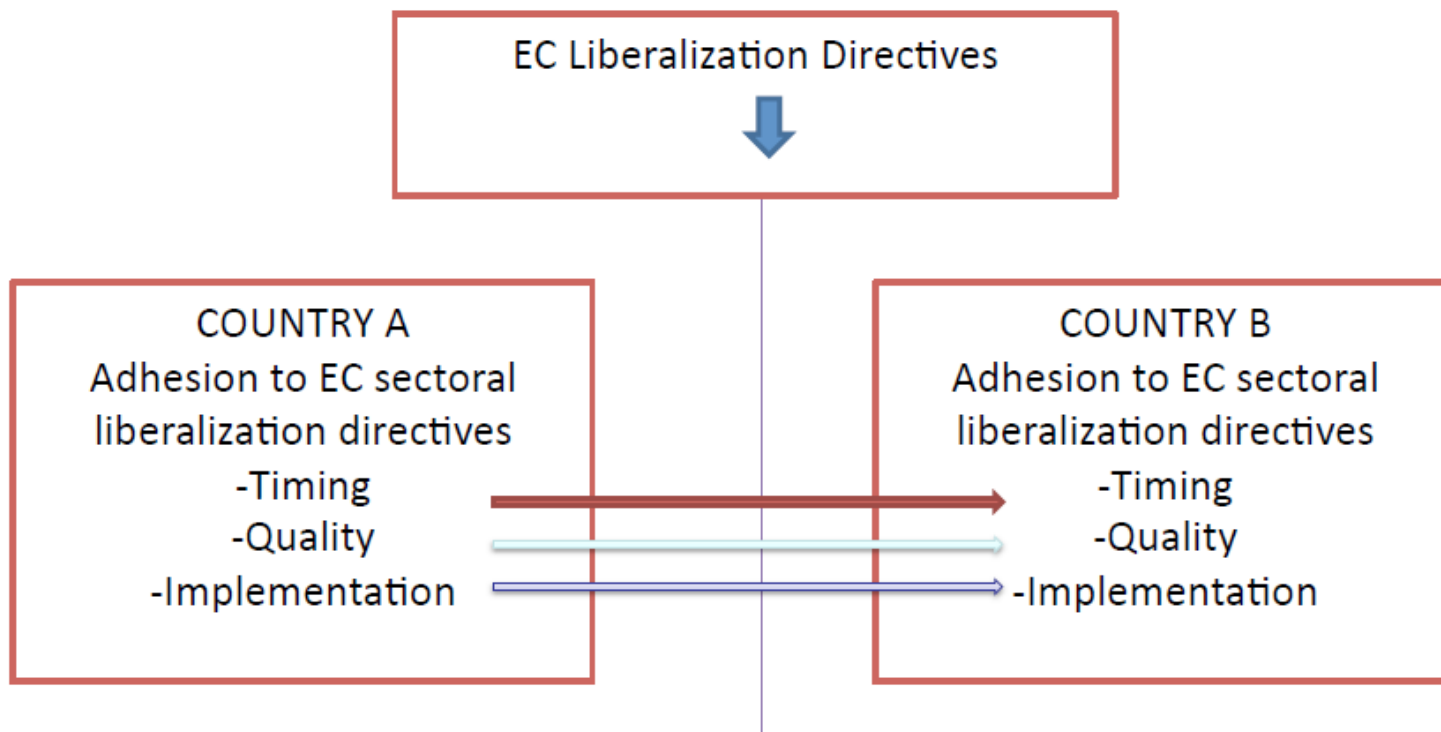 EC Liberalization Directives
COUNTRY A
Adhesion to EC sectoral
liberalization directives
-Timing
-Quality
-Implementation
COUNTRY B
Adhesion to EC sectoral
liberalization directives
-Timing
-Quality
-Implementation